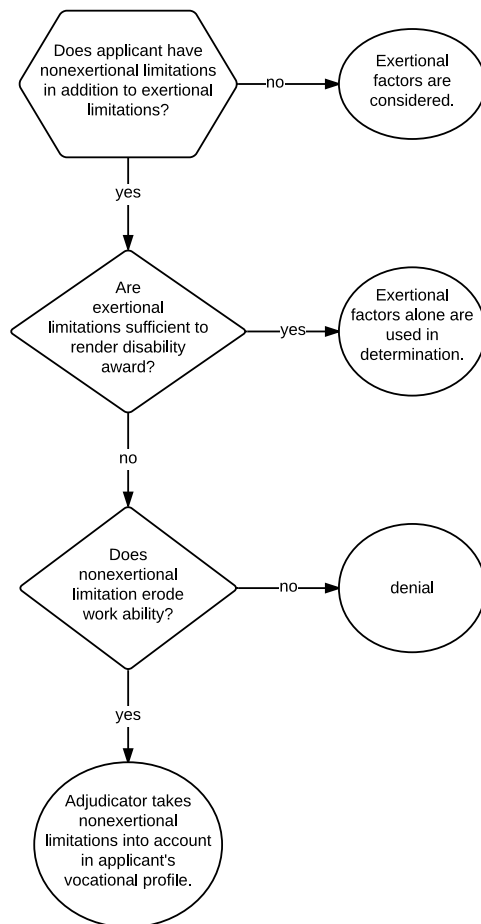 Does applicant have
nonexertional limitations
in addition to exertional
limitations?
no
Exertional
factors are
considered.
yes
Are
exertional
limitations sufficient to
render disability
award?
yes
Exertional
factors alone are
used in
determination.
no
Does
nonexertional
limitation erode
work ability?
no
denial
yes
Adjudicator takes
nonexertional
limitations into account
in applicant's
vocational profile.